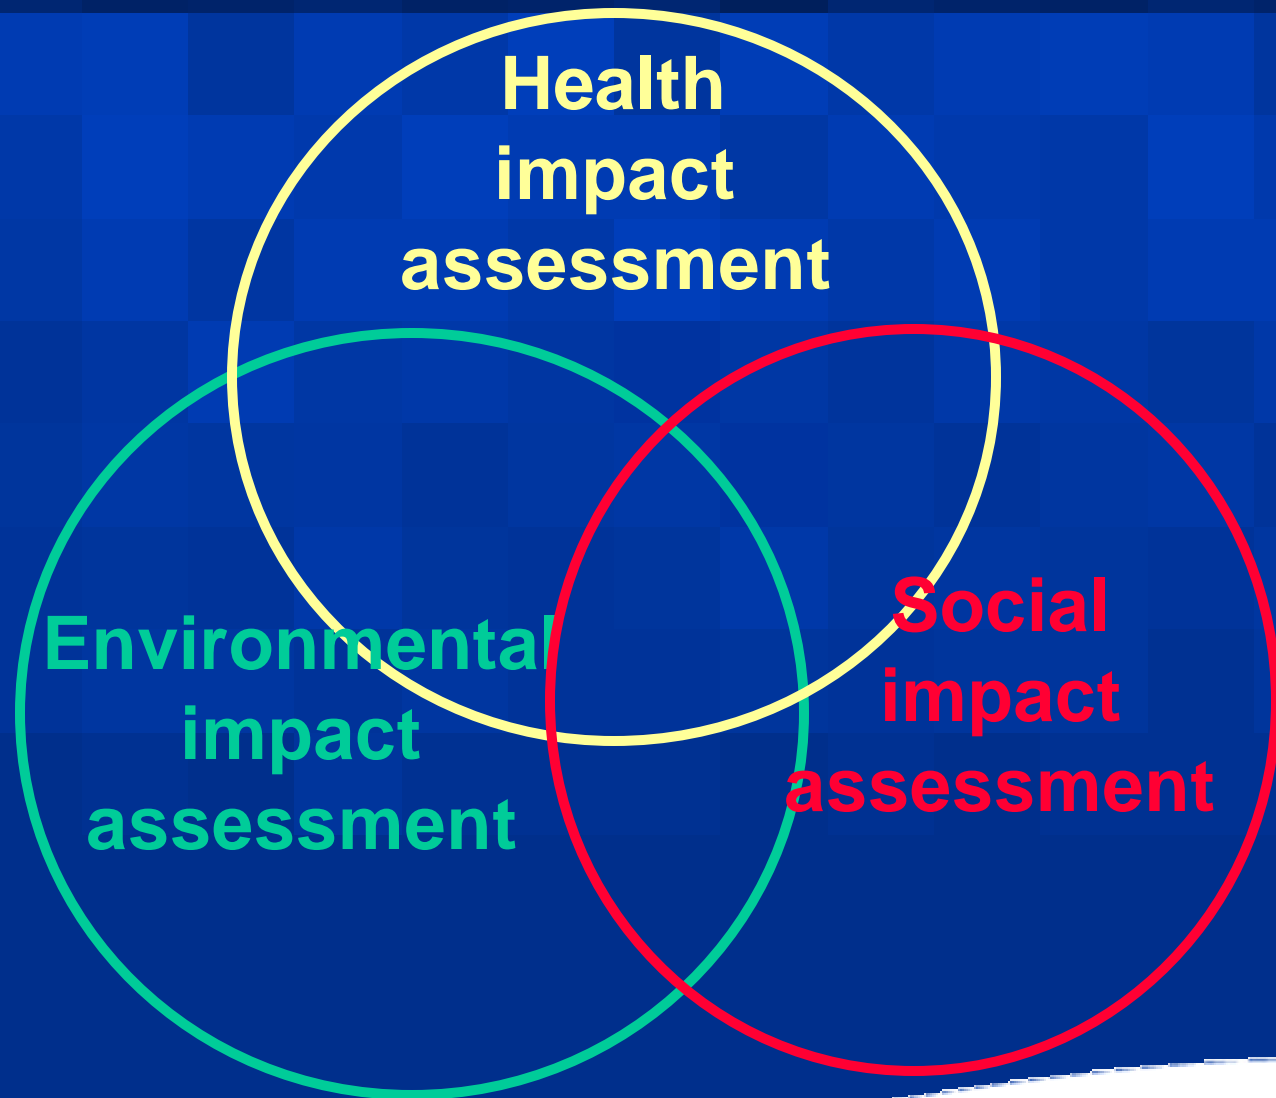 Health
impact
assessment
Environmental
impact
assessment
Social
impact
assessment